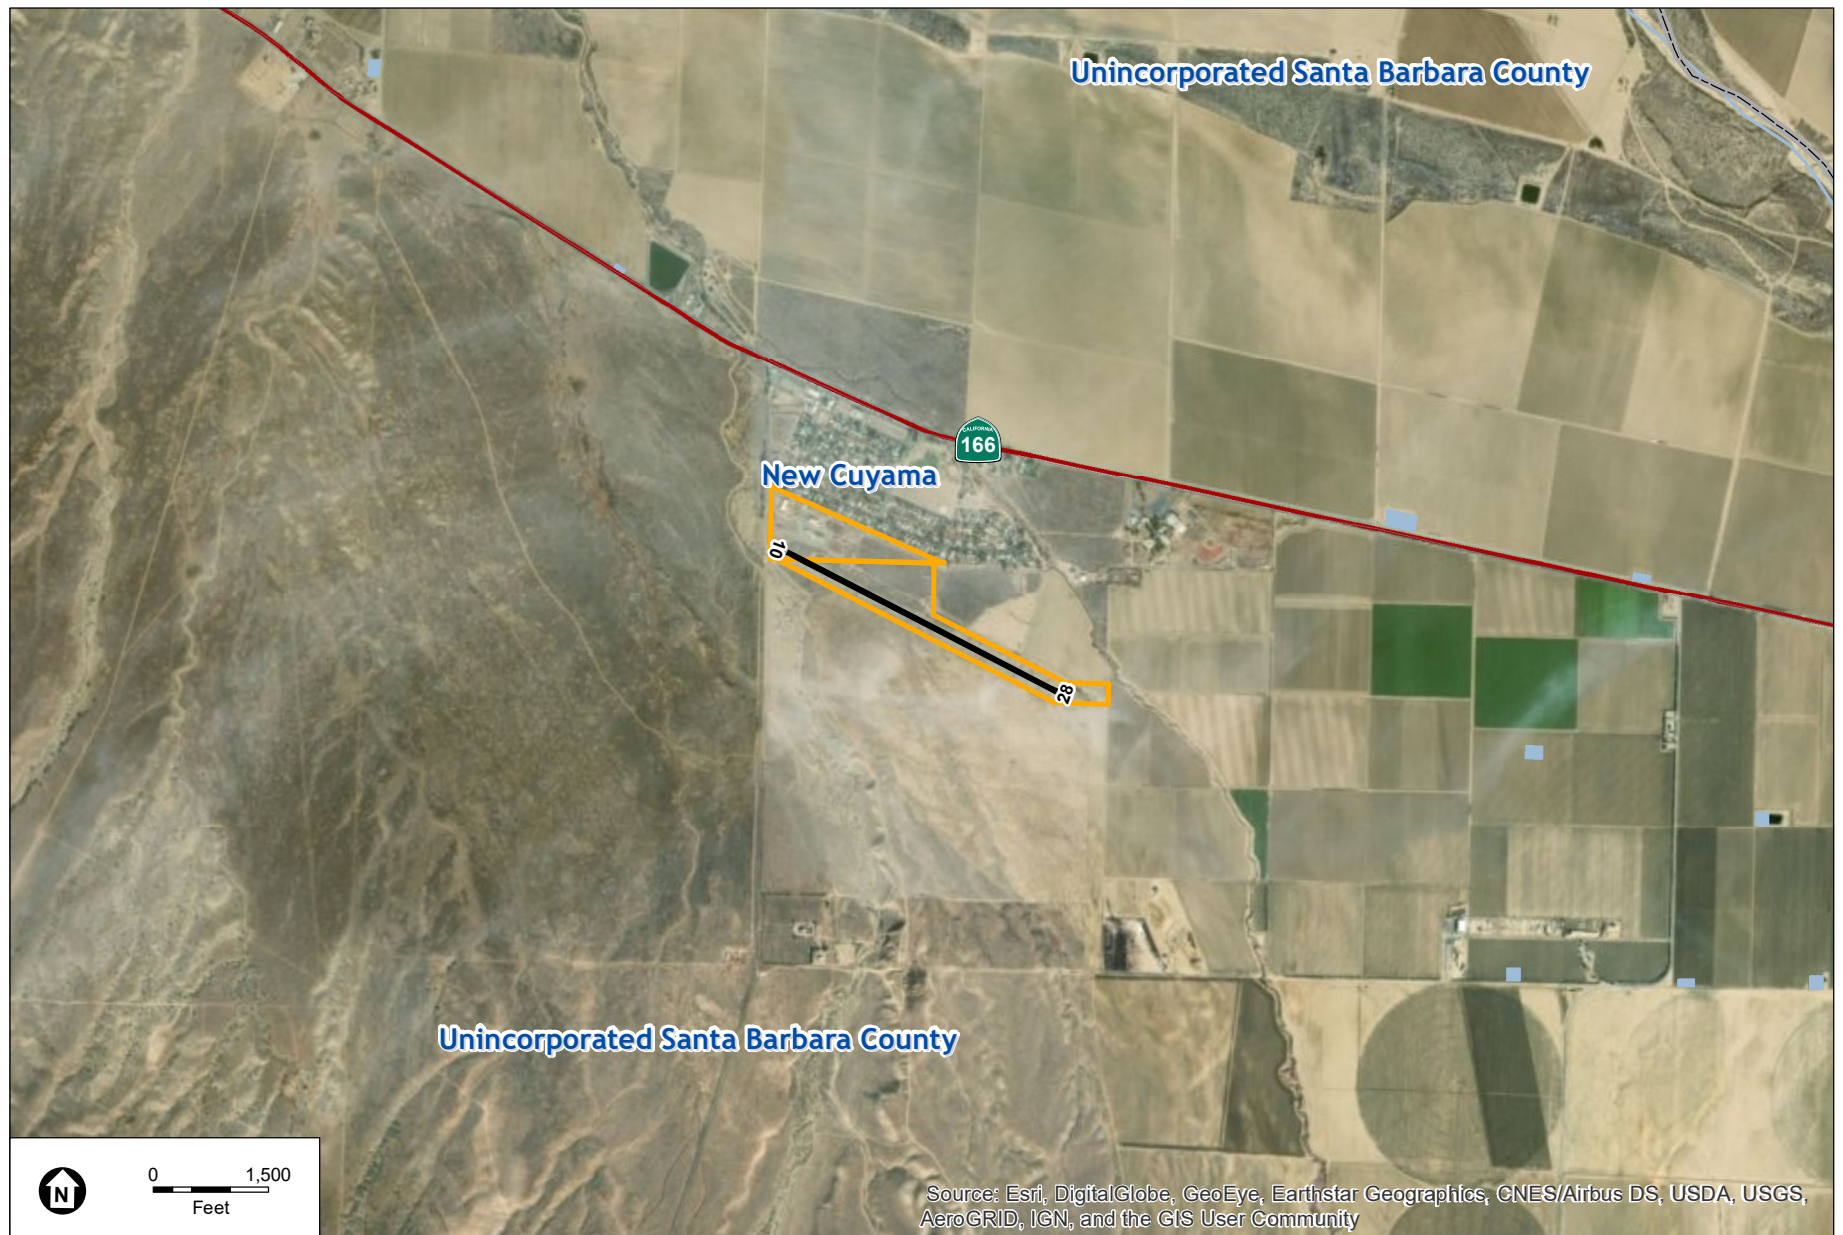 Unincorporated Santa Barbara County
CALIFORNIA
166
New Cuyama
10
28
Unincorporated Santa Barbara County
0 1,500
Feet
N
Source: Esri, DigitalGlobe, GeoEye, Earthstar Geographics, CNES/Airbus DS, USDA, USGS,
AeroGRID, IGN, and the GIS User Community